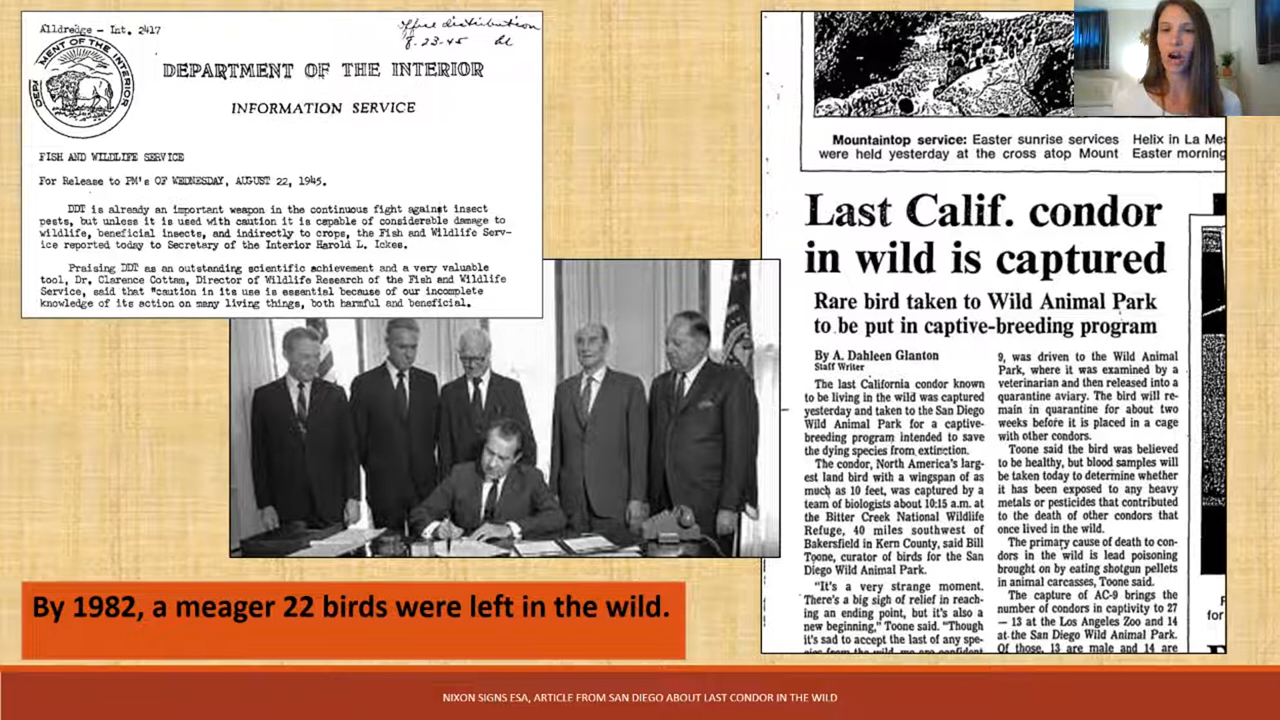 Alldredge - Int. 2417
office distribution
8-23-45
DEPARTMENT OF THE INTERIOR
INFORMATION SERVICE
FISH AND WILDLIFE SERVICE
For Release to PM's OF WEDNESDAY, AUGUST 22, 1945.
DDT is already an important weapon in the continuous fight against insect
pests, but unless it is used with caution it is capable of considerable damage to
wildlife, beneficial insects, and indirectly to crops, the Fish and Wildlife Serv-
ice reported today to Secretary of the Interior Harold L. Ickes.
Praising DDT as an outstanding scientific achievement and a very valuable
tool, Dr. Clarence Cottam, Director of Wildlife Research of the Fish and Wildlife
Service, said that "caution in its use is essential because of our incomplete
knowledge of its action on many living things, both harmful and beneficial.
By 1982, a meager 22 birds were left in the wild.
Mountaintop service: Easter sunrise services
were held yesterday at the cross atop Mount
Helix in La Me
Easter morning
Last Calif. condor
in wild is captured
Rare bird taken to Wild Animal Park
to be put in captive-breeding program
By A. Dahleen Glanton
Staff Writer
The last California condor known
to be living in the wild was captured
yesterday and taken to the San Diego
Wild Animal Park for a captive-
breeding program intended to save
the dying species from extinction.
The condor, North America's larg-
est land bird with a wingspan of as
much as 10 feet, was captured by a
team of biologists about 10:15 a.m. at
the Bitter Creek National Wildlife
Refuge, 40 miles southwest of
Bakersfield in Kern County, said Bill
Toone, curator of birds for the San
Diego Wild Animal Park.
"It's a very strange moment.
There's a big sigh of relief in reach-
ing an ending point, but it's also a
new beginning," Toone said. "Though
it's sad to accept the last of any spe-
cies from the wild, we are confident
9, was driven to the Wild Animal
Park, where it was examined by a
veterinarian and then released into a
quarantine aviary. The bird will re-
main in quarantine for about two
weeks before it is placed in a cage
with other condors.
Toone said the bird was believed
to be healthy, but blood samples will
be taken today to determine whether
it has been exposed to any heavy
metals or pesticides that contributed
to the death of other condors that
once lived in the wild.
The primary cause of death to con-
dors in the wild is lead poisoning
brought on by eating shotgun pellets
in animal carcasses, Toone said.
The capture of AC-9 brings the
number of condors in captivity to 27
— 13 at the Los Angeles Zoo and 14
at the San Diego Wild Animal Park.
Of those, 13 are male and 14 are
for
NIXON SIGNS ESA, ARTICLE FROM SAN DIEGO ABOUT LAST CONDOR IN THE WILD